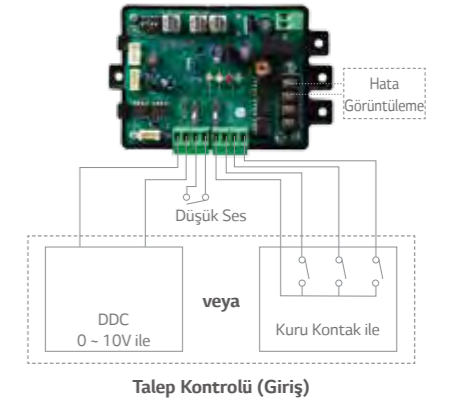 Hata
Görüntüleme
Düşük Ses
DDC
0 ~ 10V ile
veya
Kuru Kontak ile
Talep Kontrolü (Giriş)